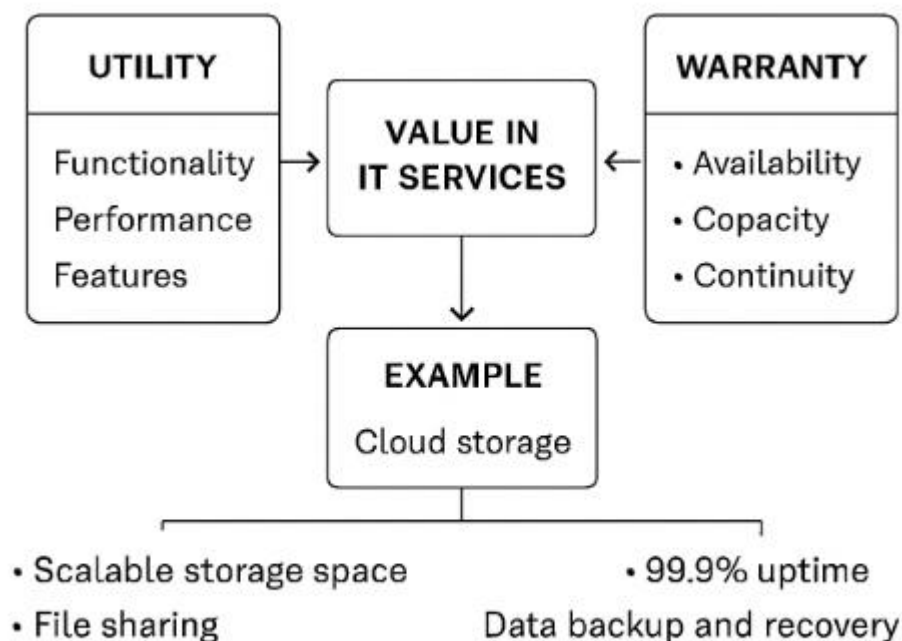 UTILITY
Functionality
Performance
Features
VALUE IN
IT SERVICES
WARRANTY
• Availability
• Copacity
• Continuity
EXAMPLE
Cloud storage
• Scalable storage space
• File sharing
• 99.9% uptime
Data backup and recovery